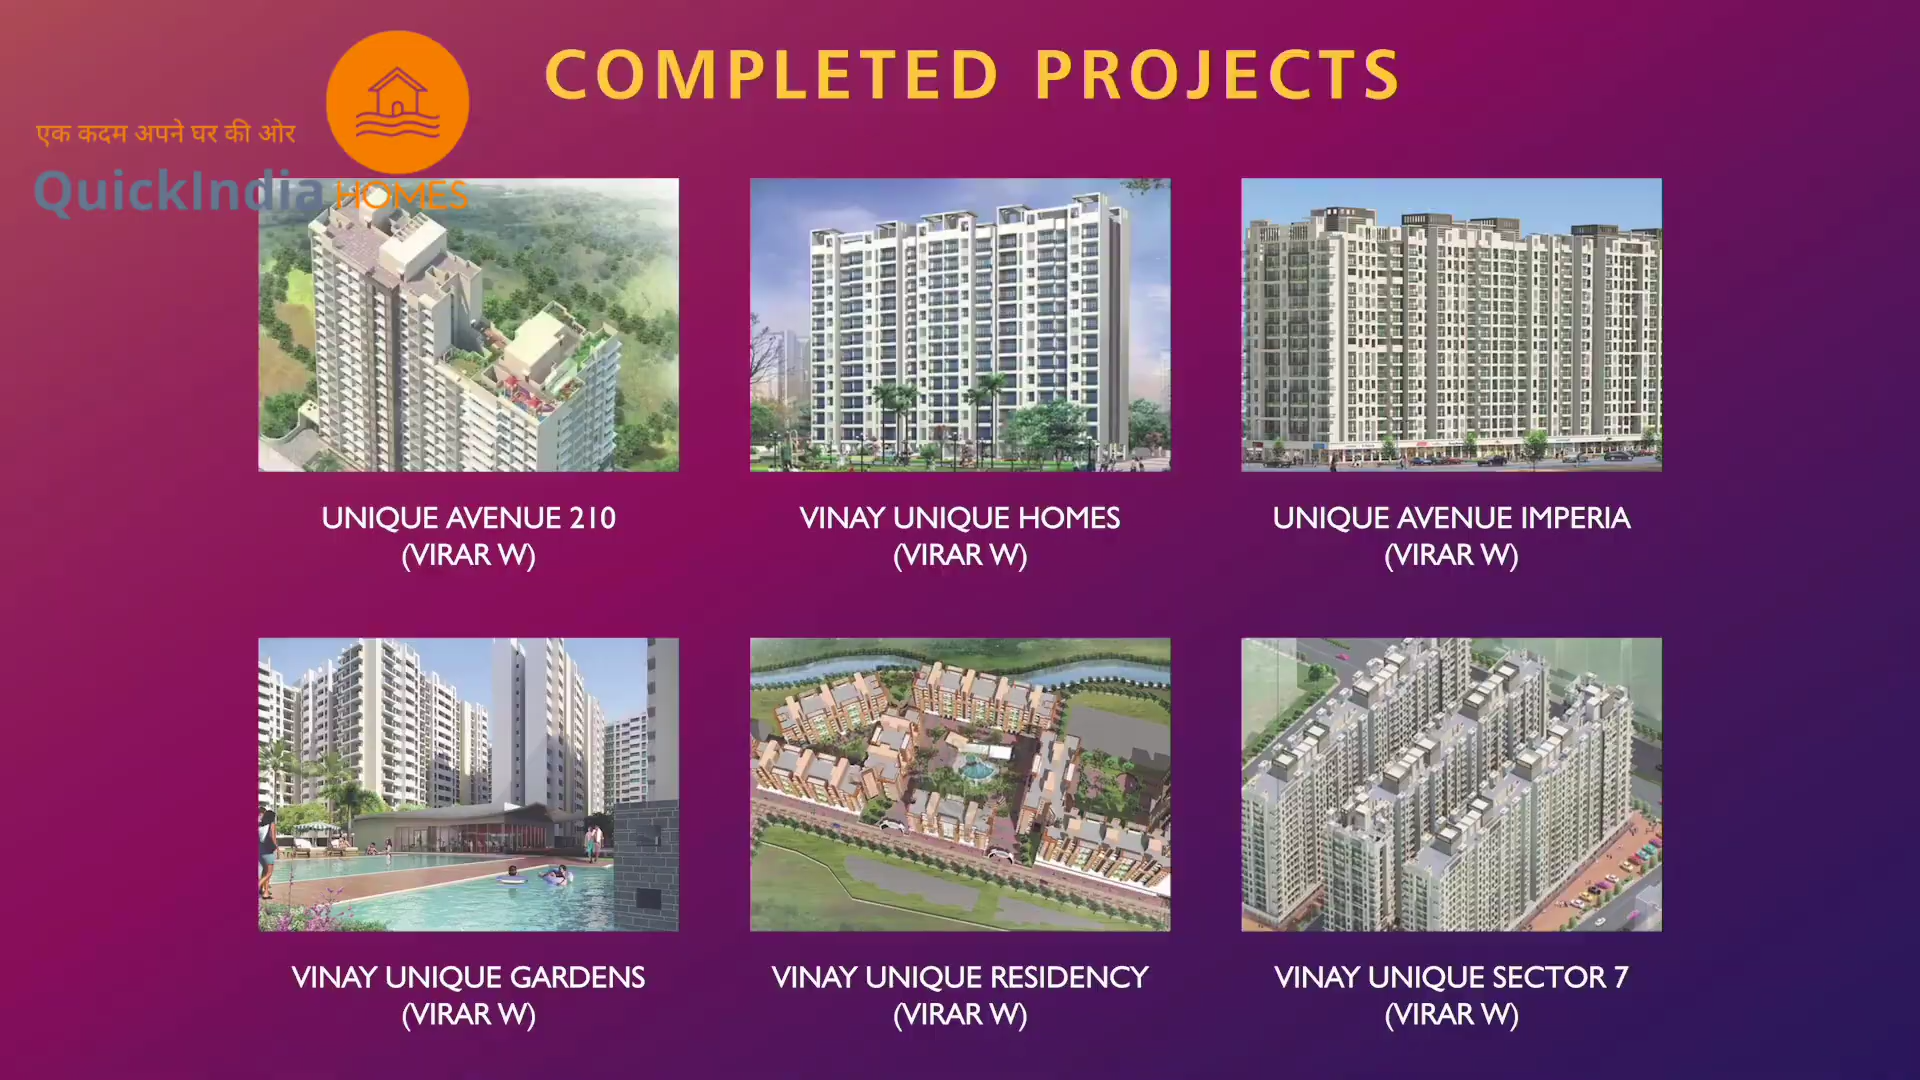 COMPLETED PROJECTS
एक कदम अपने घर की ओर
QuickIndia HOMES
UNIQUE AVENUE 210
(VIRAR W)
VINAY UNIQUE HOMES
(VIRAR W)
UNIQUE AVENUE IMPERIA
(VIRAR W)
VINAY UNIQUE GARDENS
(VIRAR W)
VINAY UNIQUE RESIDENCY
(VIRAR W)
VINAY UNIQUE SECTOR 7
(VIRAR W)